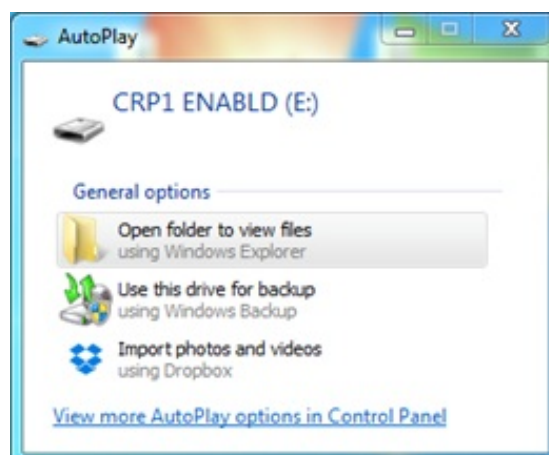 AutoPlay
CRP1 ENABLD (E:)
General options
Open folder to view files
using Windows Explorer
Use this drive for backup
using Windows Backup
Import photos and videos
using Dropbox
View more AutoPlay options in Control Panel